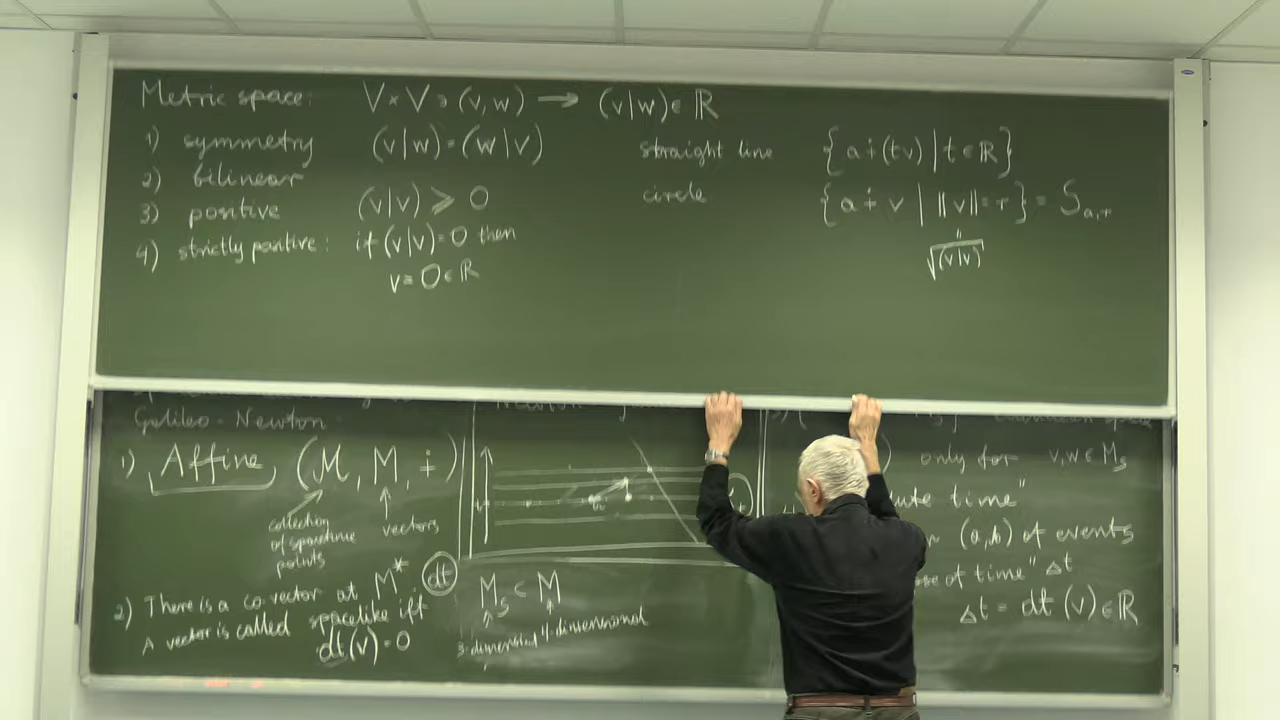 Metric space: V×V ∋ (v,w) → (v|w) ∈ ℝ
1) symmetry (v|w) = (w|v)
2) bilinear
3) positive (v|v) ⩾ 0
4) strictly positive: if (v|v)=0 then
v=0∈ℝ
straight line {a∔(tv) | t∈ℝ}
circle {a∔v | ||v||=r} = S_{a,r}
"
√(v|v)
Galileo-Newton
1) Affine (M, M, ∔)
collection
of spacetime
points
vectors
2) There is a co-vector at M* dt
A vector is called spacelike iff
dt(v)=0
M_S ⊂ M
3-dimensional 4-dimensional
) only for v,w∈M_S
time"
(a,b) of events
of time" Δt
Δt = dt(v)∈ℝ